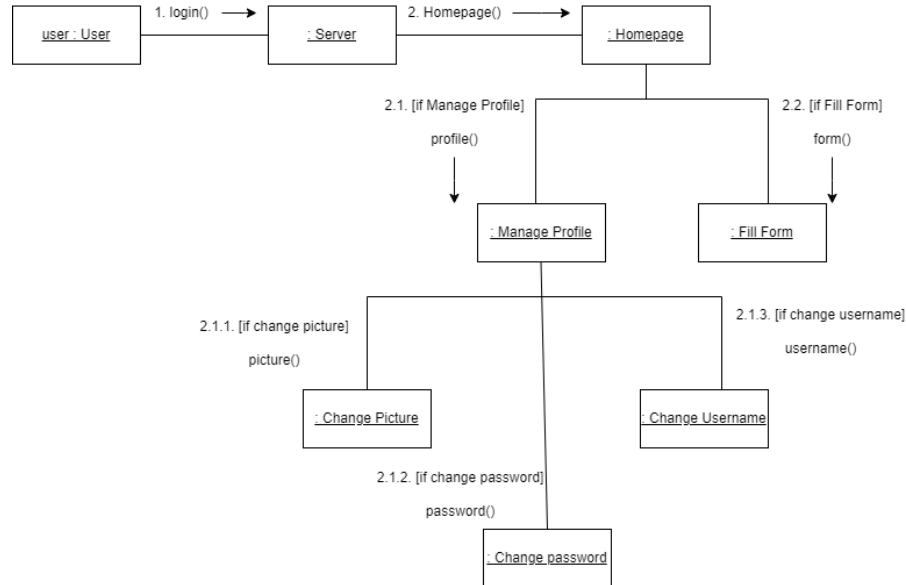 1. login()
2. Homepage()
user : User
: Server
: Homepage
2.1. [if Manage Profile]
profile()
2.2. [if Fill Form]
form()
: Manage Profile
: Fill Form
2.1.1. [if change picture]
picture()
2.1.3. [if change username]
username()
: Change Picture
: Change Username
2.1.2. [if change password]
password()
: Change password